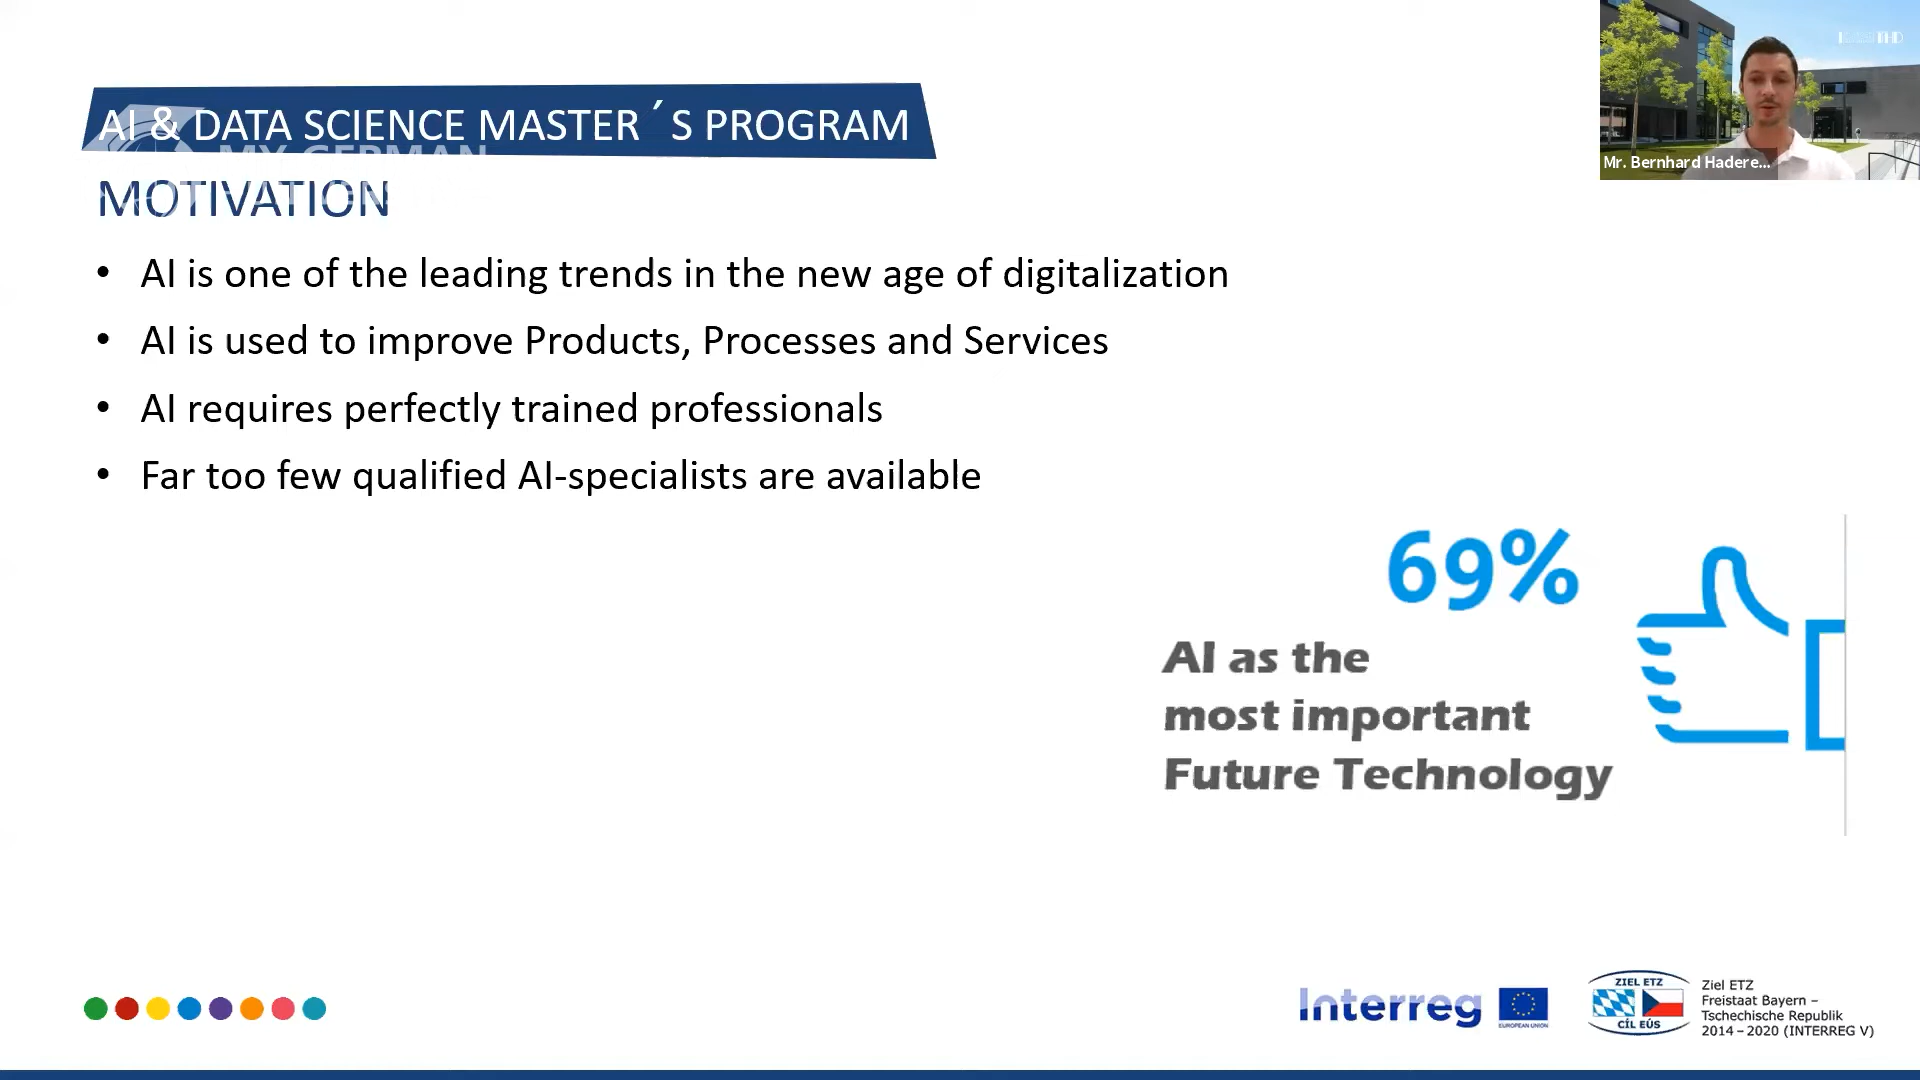 AI & DATA SCIENCE MASTER´S PROGRAM
MY GERMAN
MOTIVATION
• AI is one of the leading trends in the new age of digitalization
• AI is used to improve Products, Processes and Services
• AI requires perfectly trained professionals
• Far too few qualified AI-specialists are available
Mr. Bernhard Hadere...
69%
AI as the
most important
Future Technology
Interreg
EUROPEAN UNION
ZIEL ETZ
CÍL EÚS
Ziel ETZ
Freistaat Bayern –
Tschechische Republik
2014 – 2020 (INTERREG V)